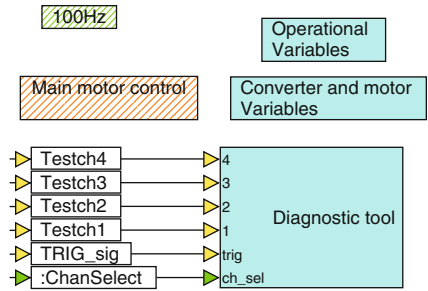 100Hz
Operational
Variables
Main motor control
Converter and motor
Variables
Testch4
4
Testch3
3
Testch2
2
Diagnostic tool
Testch1
1
TRIG_sig
trig
:ChanSelect
ch_sel